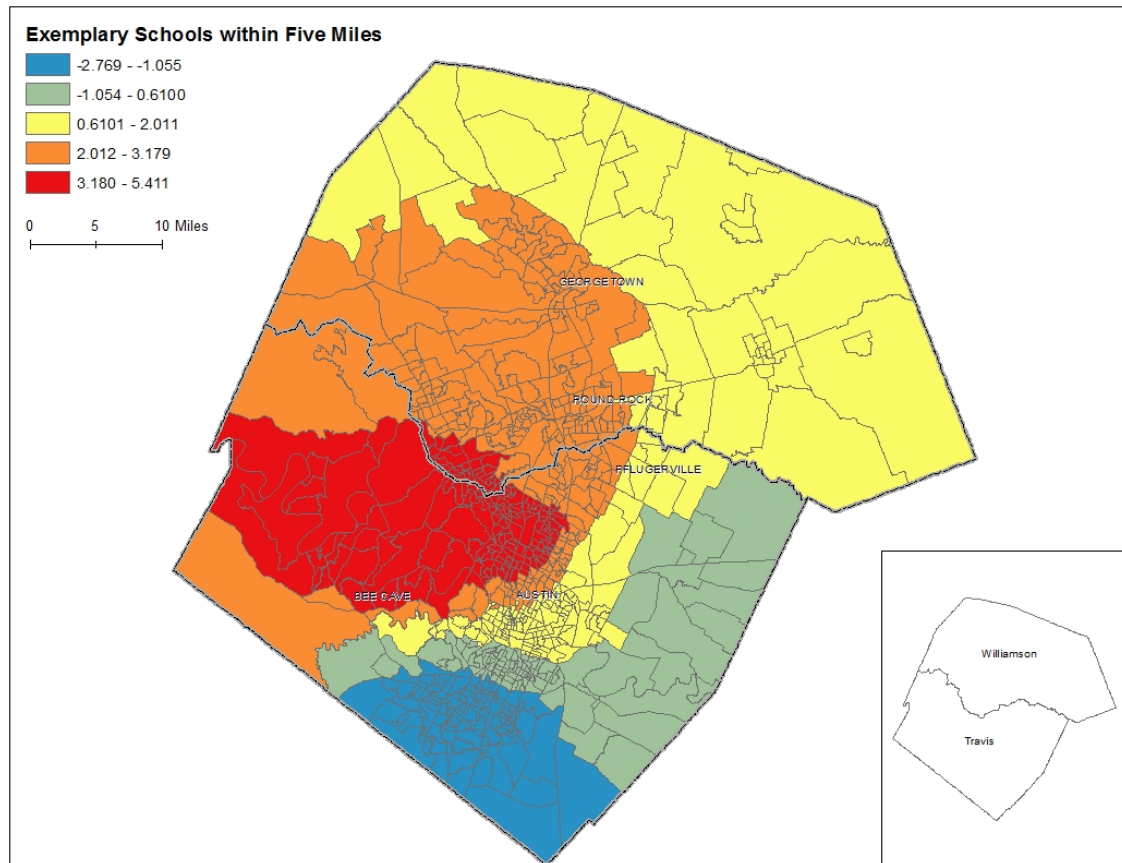 Exemplary Schools within Five Miles
-2.769 - -1.055
-1.054 - 0.6100
0.6101 - 2.011
2.012 - 3.179
3.180 - 5.411
0 5 10 Miles
GEORGETOWN
ROUND ROCK
PFLUGERVILLE
BEE CAVE
AUSTIN
Williamson
Travis